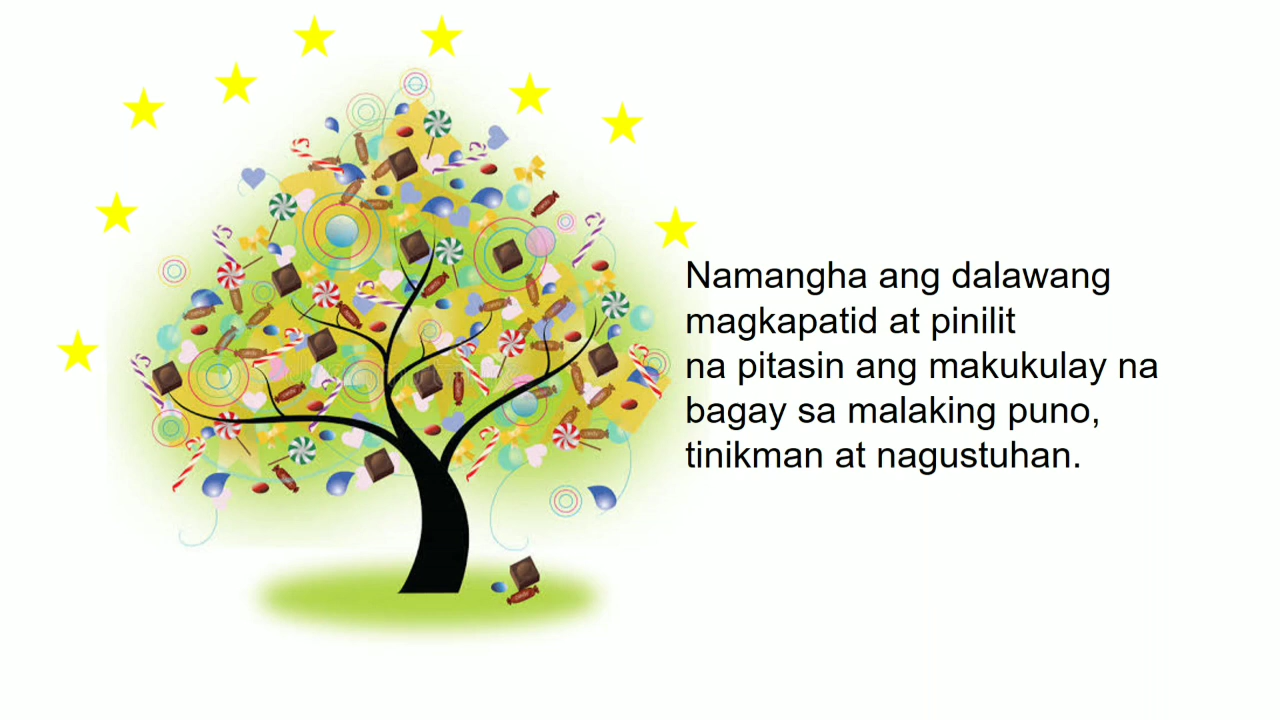 Namangha ang dalawang
magkapatid at pinilit
na pitasin ang makukulay na
bagay sa malaking puno,
tinikman at nagustuhan.